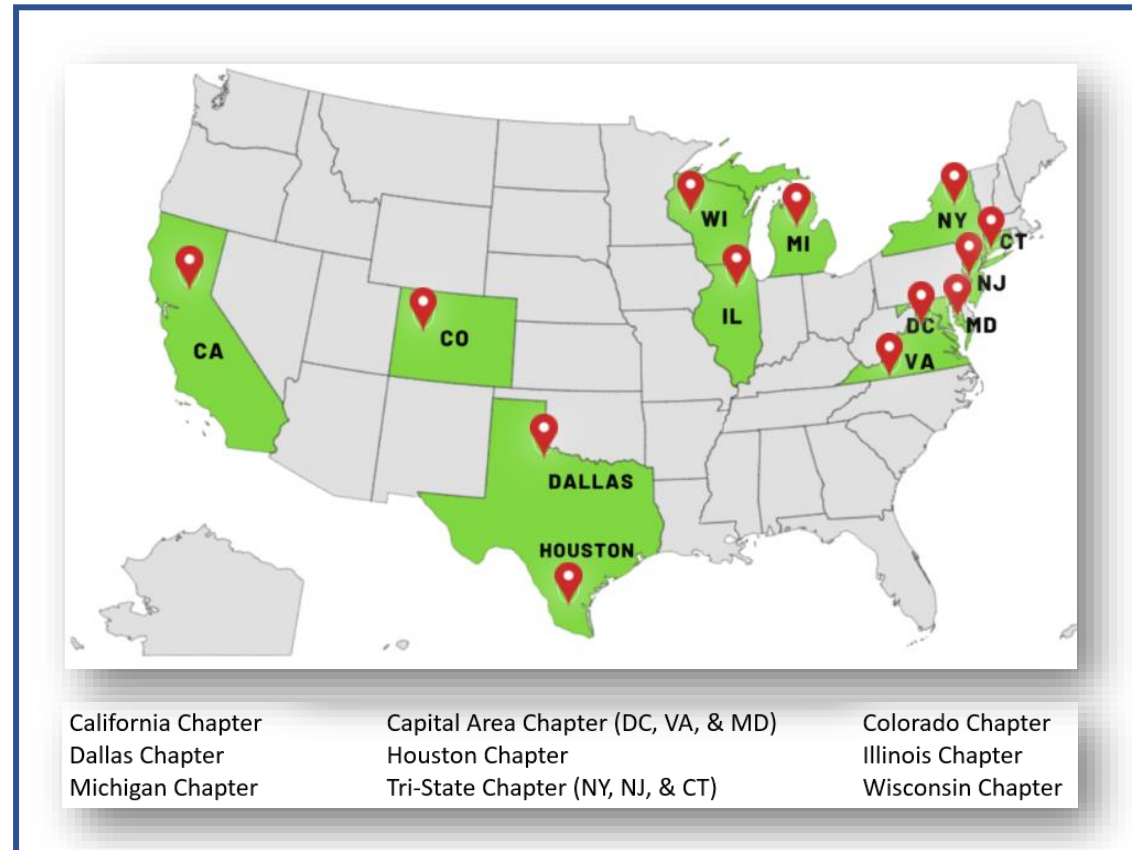 WI
NY
MI
CT
NJ
IL
DC
MD
CO
CA
VA
DALLAS
HOUSTON
California Chapter
Capital Area Chapter (DC, VA, & MD)
Colorado Chapter
Dallas Chapter
Houston Chapter
Illinois Chapter
Michigan Chapter
Tri-State Chapter (NY, NJ, & CT)
Wisconsin Chapter